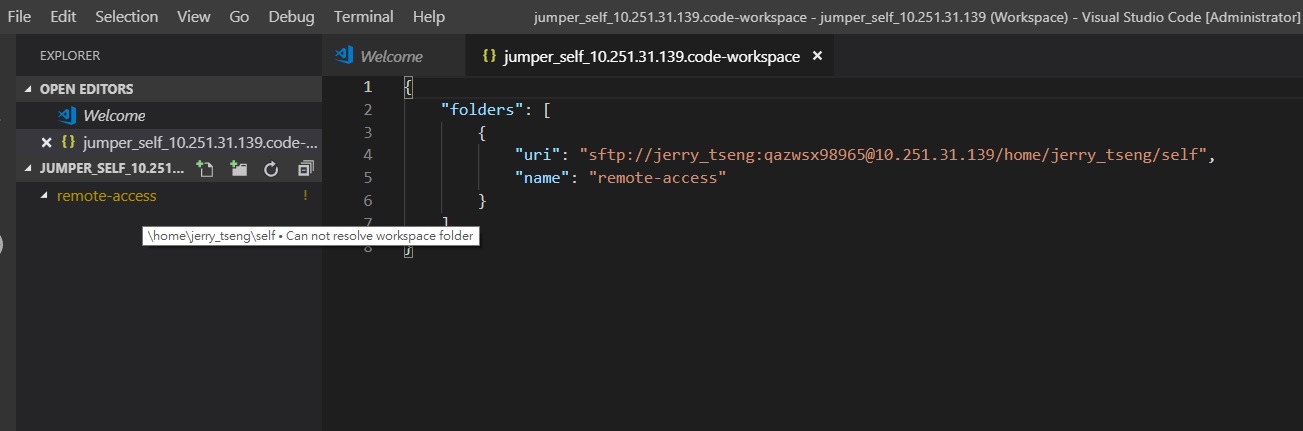 File Edit Selection View Go Debug Terminal Help jumper_self_10.251.31.139.code-workspace - jumper_self_10.251.31.139 (Workspace) - Visual Studio Code [Administrator]
EXPLORER
OPEN EDITORS
Welcome
jumper_self_10.251.31.139.code-...
JUMPER_SELF_10.251...
remote-access !
\home\jerry_tseng\self • Can not resolve workspace folder
Welcome {} jumper_self_10.251.31.139.code-workspace ×
1 {
2 "folders": [
3 {
4 "uri": "sftp://jerry_tseng:qazwsx98965@10.251.31.139/home/jerry_tseng/self",
5 "name": "remote-access"
6 }
7 ]
8 }